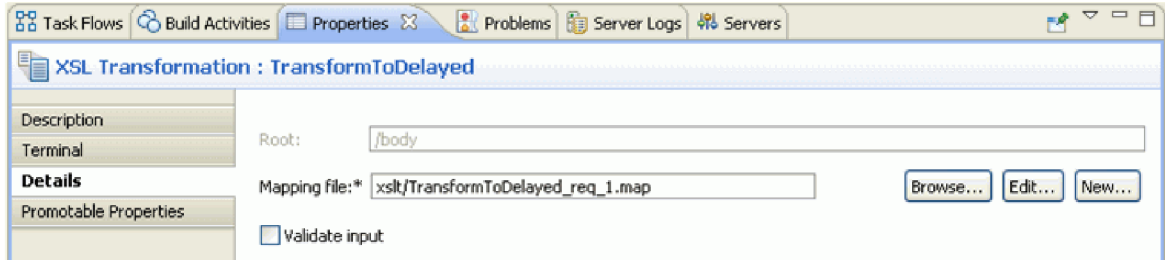 Task Flows Build Activities Properties Problems Server Logs Servers
XSL Transformation : TransformToDelayed
Description
Terminal
Details
Promotable Properties
Root: /body
Mapping file:* xslt/TransformToDelayed_req_1.map Browse... Edit... New...
Validate input